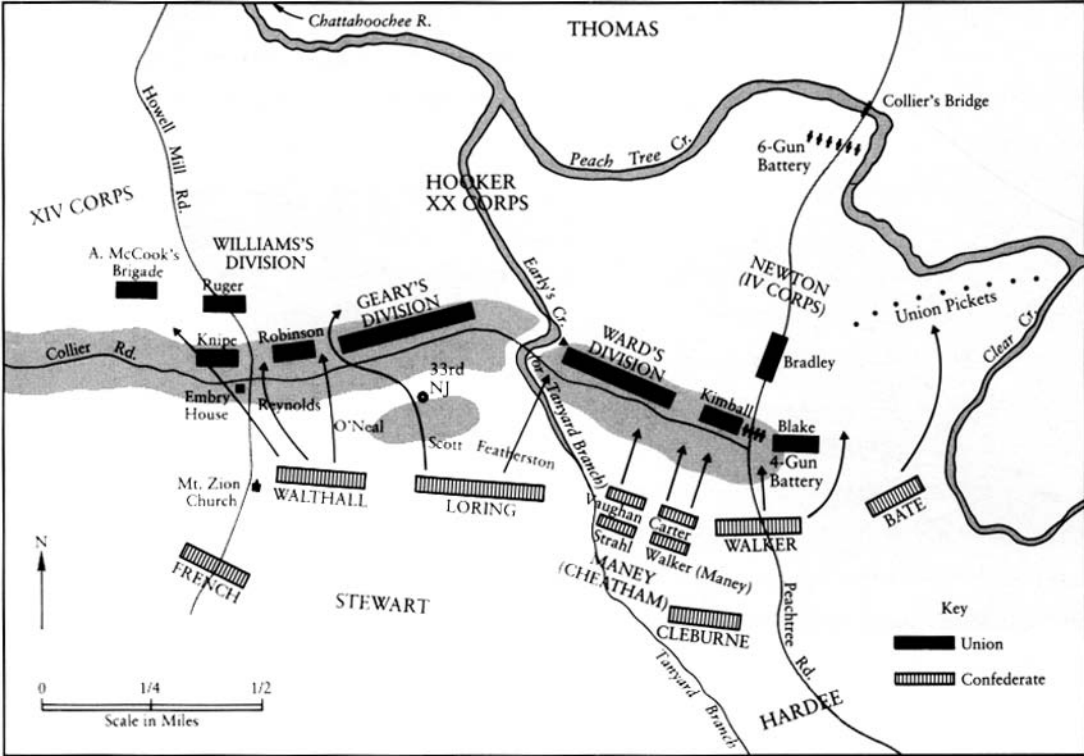 Chattahoochee R.
THOMAS
Collier's Bridge
6-Gun
Battery
Peach Tree Cr.
Howell Mill Rd.
HOOKER
XX CORPS
XIV CORPS
WILLIAMS'S
DIVISION
A. McCook's
Brigade
Ruger
GEARY'S
DIVISION
Early's Cr.
(or Tanyard Branch)
NEWTON
(IV CORPS)
Union Pickets
Clear Cr.
Collier Rd.
Knipe
Robinson
WARD'S
DIVISION
Bradley
Embry
House
Reynolds
33rd
NJ
Kimball
Blake
4-Gun
Battery
O'Neal
Scott
Featherston
Mt. Zion
Church
WALTHALL
LORING
Vaughan
Carter
Strahl
Walker (Maney)
WALKER
BATE
MANEY
(CHEATHAM)
FRENCH
STEWART
CLEBURNE
Peachtree Rd.
HARDEE
Tanyard Branch
N
0 1/4 1/2
Scale in Miles
Key
Union
Confederate